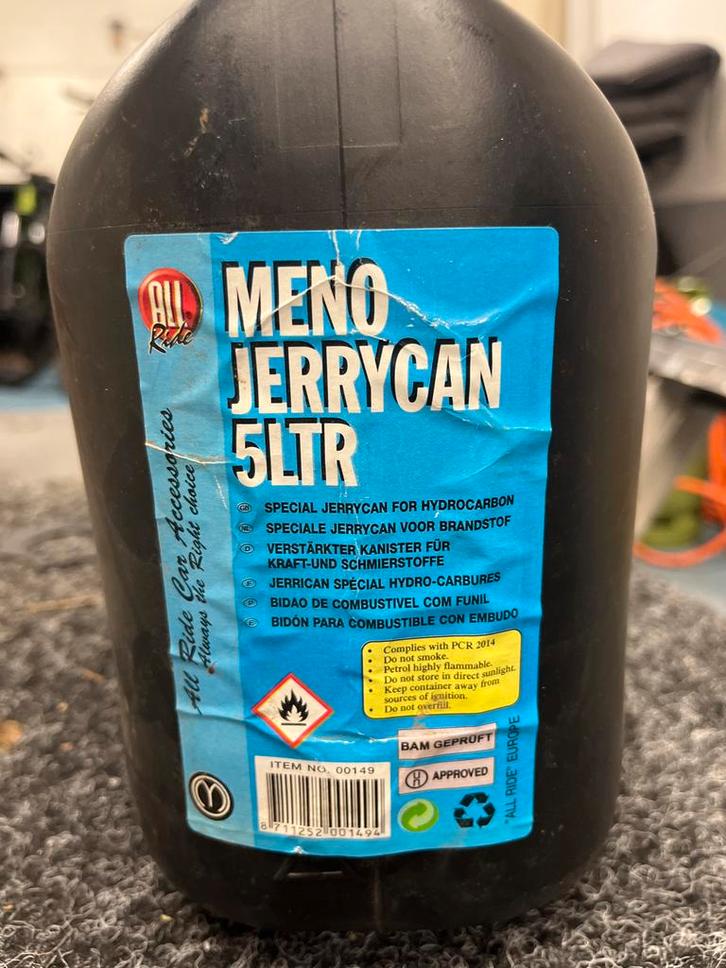 ALL
Ride
MENO
JERRYCAN
5LTR
All Ride Car Accessories
Always the Right choice
GB SPECIAL JERRYCAN FOR HYDROCARBON
NL SPECIALE JERRYCAN VOOR BRANDSTOF
D VERSTÄRKTER KANISTER FÜR
KRAFT-UND SCHMIERSTOFFE
F JERRICAN SPÉCIAL HYDRO-CARBURES
P BIDAO DE COMBUSTIVEL COM FUNIL
E BIDÓN PARA COMBUSTIBLE CON EMBUDO
• Complies with PCR 2014
• Do not smoke.
• Petrol highly flammable.
• Do not store in direct sunlight.
• Keep container away from
sources of ignition.
• Do not overfill.
BAM GEPRÜFT
APPROVED
"ALL RIDE" EUROPE
ITEM NO. 00149
8 711252 001494